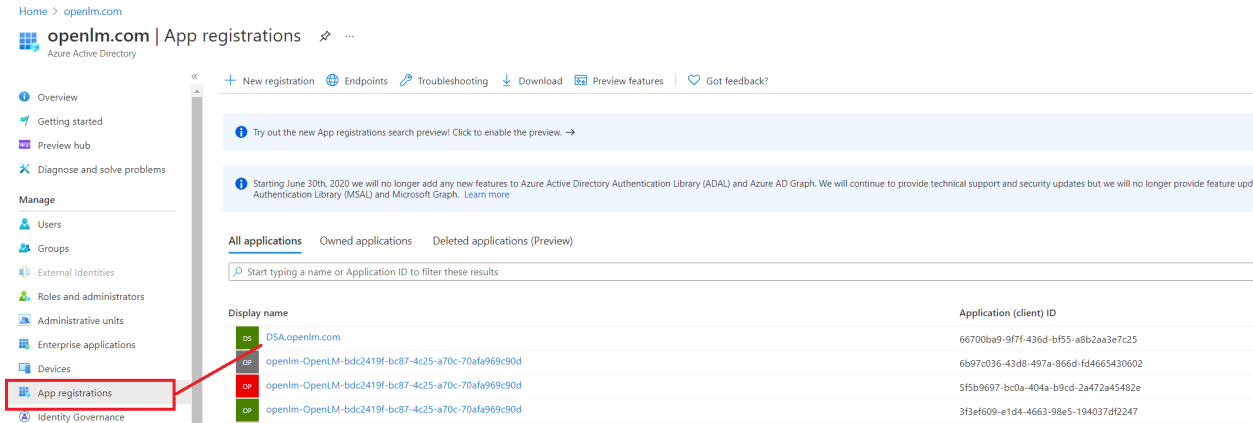 Home > openlm.com
openlm.com | App registrations
Azure Active Directory
Overview
Getting started
Preview hub
Diagnose and solve problems
Manage
Users
Groups
External Identities
Roles and administrators
Administrative units
Enterprise applications
Devices
App registrations
Identity Governance
New registration Endpoints Troubleshooting Download Preview features Got feedback?
Try out the new App registrations search preview! Click to enable the preview. →
Starting June 30th, 2020 we will no longer add any new features to Azure Active Directory Authentication Library (ADAL) and Azure AD Graph. We will continue to provide technical support and security updates but we will no longer provide feature upd
Authentication Library (MSAL) and Microsoft Graph. Learn more
All applications Owned applications Deleted applications (Preview)
Start typing a name or Application ID to filter these results
Display name Application (client) ID
DS DSA.openlm.com 66700ba9-9f7f-436d-bf55-a8b2aa3e7c25
OP openlm-OpenLM-bdc2419f-bc87-4c25-a70c-70afa969c90d 6b97c036-43d8-497a-866d-fd4665430602
OP openlm-OpenLM-bdc2419f-bc87-4c25-a70c-70afa969c90d 5f5b9697-bc0a-404a-b9cd-2a472a45482e
OP openlm-OpenLM-bdc2419f-bc87-4c25-a70c-70afa969c90d 3f3ef609-e1d4-4663-98e5-194037df2247